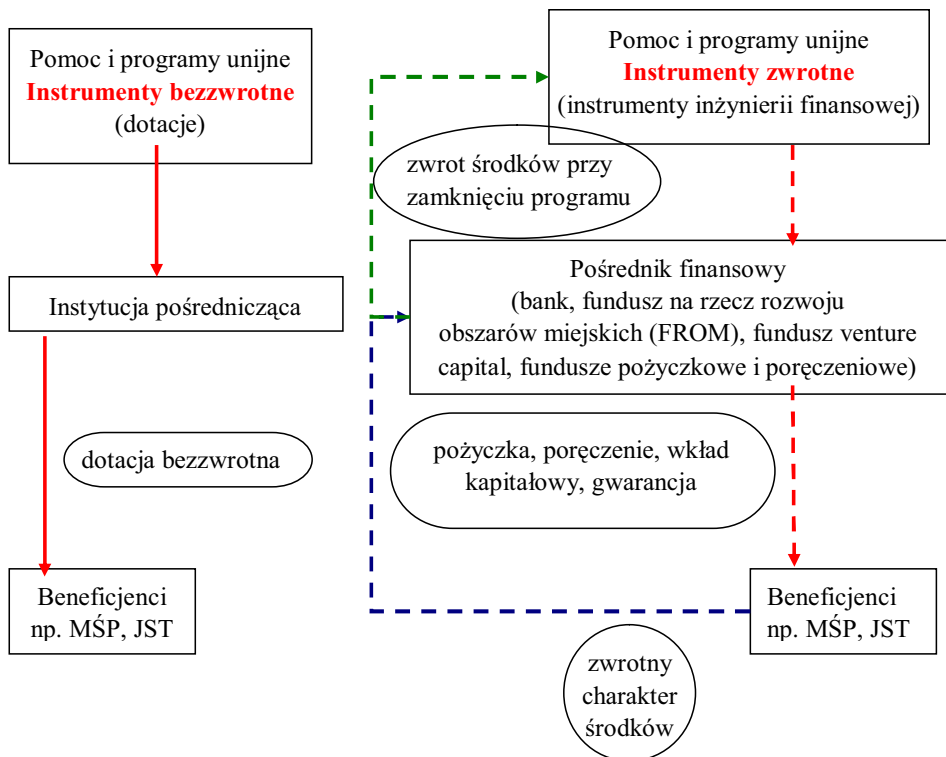 Pomoc i programy unijne
Instrumenty bezzwrotne
(dotacje)
Instytucja pośrednicząca
dotacja bezzwrotna
Beneficjenci
np. MŚP, JST
Pomoc i programy unijne
Instrumenty zwrotne
(instrumenty inżynierii finansowej)
zwrot środków przy
zamknięciu programu
Pośrednik finansowy
(bank, fundusz na rzecz rozwoju
obszarów miejskich (FROM), fundusz venture
capital, fundusze pożyczkowe i poręczeniowe)
pożyczka, poręczenie, wkład
kapitałowy, gwarancja
Beneficjenci
np. MŚP, JST
zwrotny
charakter
środków